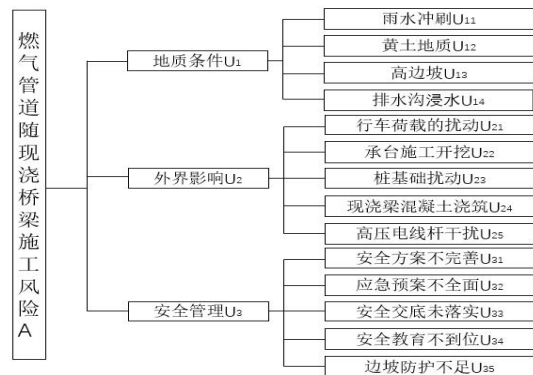 燃气管道随现浇桥梁施工风险A
地质条件U1
雨水冲刷U11
黄土地质U12
高边坡U13
排水沟浸水U14
外界影响U2
行车荷载的扰动U21
承台施工开挖U22
桩基础扰动U23
现浇梁混凝土浇筑U24
高压电线杆干扰U25
安全管理U3
安全方案不完善U31
应急预案不全面U32
安全交底未落实U33
安全教育不到位U34
边坡防护不足U35